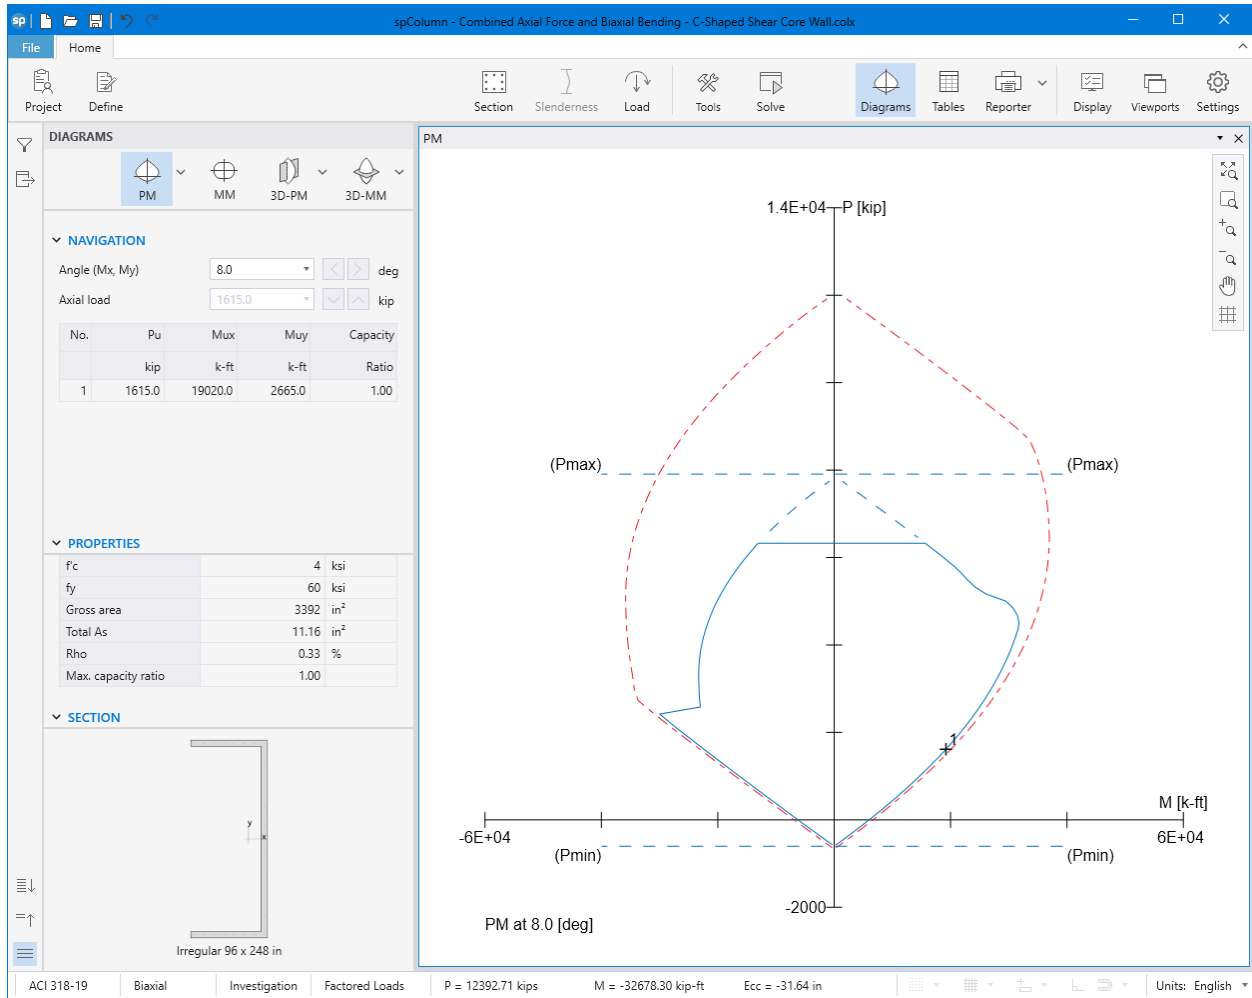 sp
spColumn - Combined Axial Force and Biaxial Bending - C-Shaped Shear Core Wall.colx
File
Home
Project
Define
Section
Slenderness
Load
Tools
Solve
Diagrams
Tables
Reporter
Display
Viewports
Settings
DIAGRAMS
PM
MM
3D-PM
3D-MM
NAVIGATION
Angle (Mx, My) 8.0 deg
Axial load 1615.0 kip
No. Pu Mux Muy Capacity
kip k-ft k-ft Ratio
1 1615.0 19020.0 2665.0 1.00
PROPERTIES
f'c 4 ksi
fy 60 ksi
Gross area 3392 in²
Total As 11.16 in²
Rho 0.33 %
Max. capacity ratio 1.00
SECTION
y
x
Irregular 96 x 248 in
PM
1.4E+04 P [kip]
(Pmax) (Pmax)
1
M [k-ft]
-6E+04 6E+04
(Pmin) (Pmin)
-2000
PM at 8.0 [deg]
ACI 318-19 Biaxial Investigation Factored Loads P = 12392.71 kips M = -32678.30 kip-ft Ecc = -31.64 in Units: English